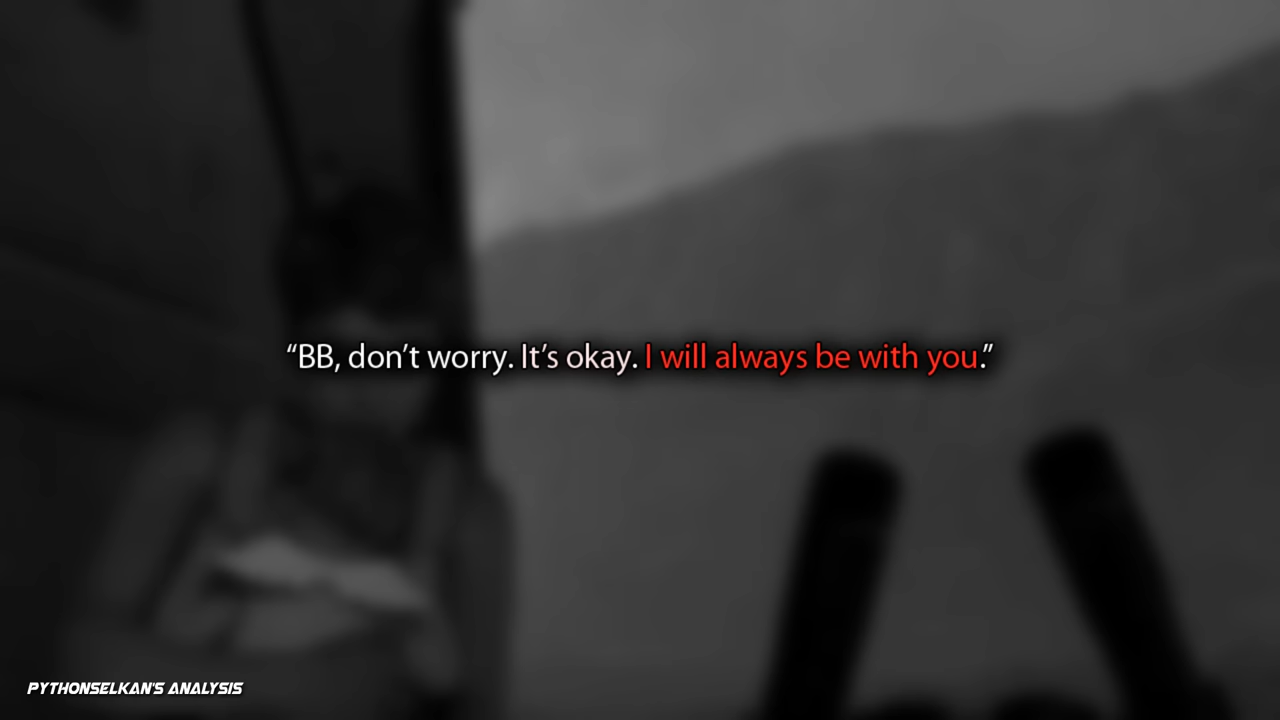 “BB, don’t worry. It’s okay. I will always be with you.”
PYTHONSELKAN'S ANALYSIS